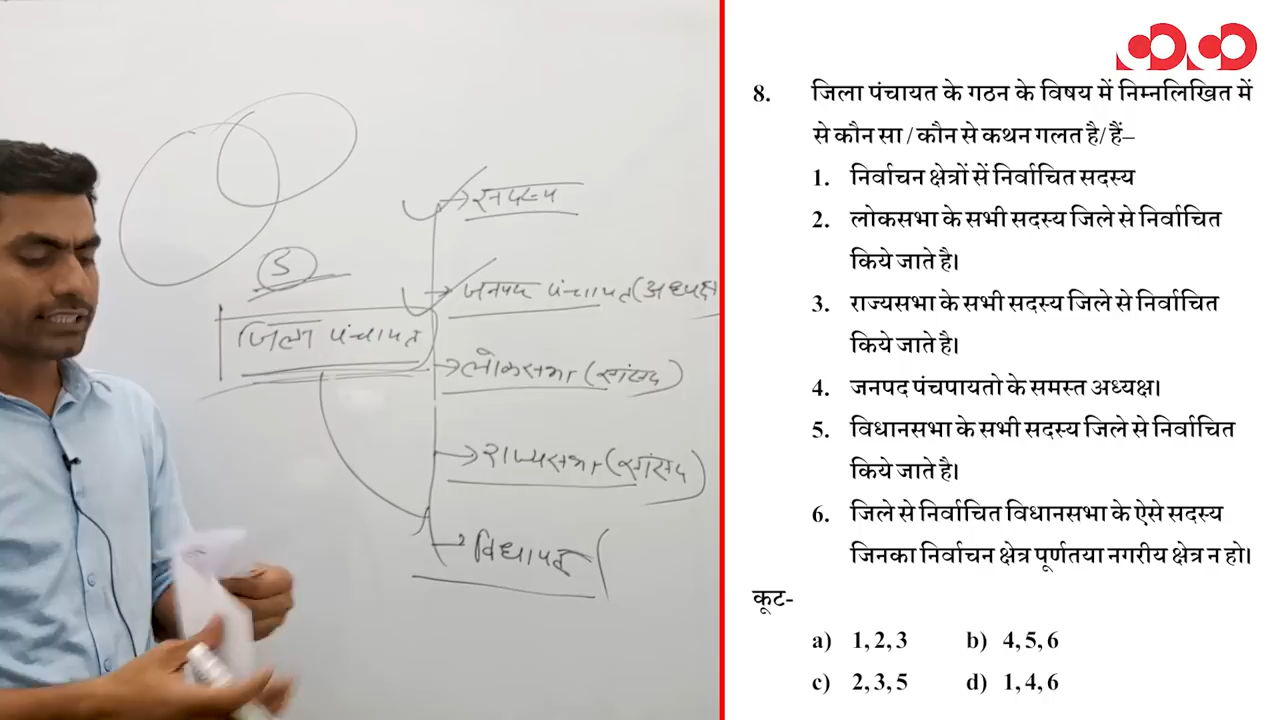 सदस्य
जनपद पंचायत (अध्यक्ष
5
जिला पंचायत
लोकसभा (सांसद)
राज्यसभा (सांसद)
विधायक
8. जिला पंचायत के गठन के विषय में निम्नलिखित में
से कौन सा / कौन से कथन गलत है/ हैं–
1. निर्वाचन क्षेत्रों सें निर्वाचित सदस्य
2. लोकसभा के सभी सदस्य जिले से निर्वाचित
किये जाते है।
3. राज्यसभा के सभी सदस्य जिले से निर्वाचित
किये जाते है।
4. जनपद पंचपायतो के समस्त अध्यक्ष।
5. विधानसभा के सभी सदस्य जिले से निर्वाचित
किये जाते है।
6. जिले से निर्वाचित विधानसभा के ऐसे सदस्य
जिनका निर्वाचन क्षेत्र पूर्णतया नगरीय क्षेत्र न हो।
कूट-
a) 1, 2, 3 b) 4, 5, 6
c) 2, 3, 5 d) 1, 4, 6